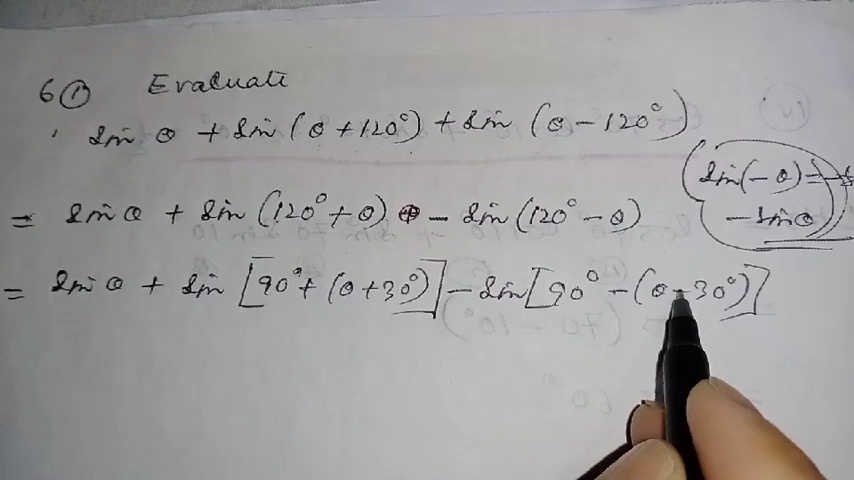 6 ① Evaluate
sin θ + sin (θ + 120°) + sin (θ − 120°)
sin(−θ) =
− sinθ
= sin θ + sin (120° + θ) − sin (120° − θ)
= sin θ + sin [90° + (θ + 30°)] − sin [90° − (θ − 30°)]